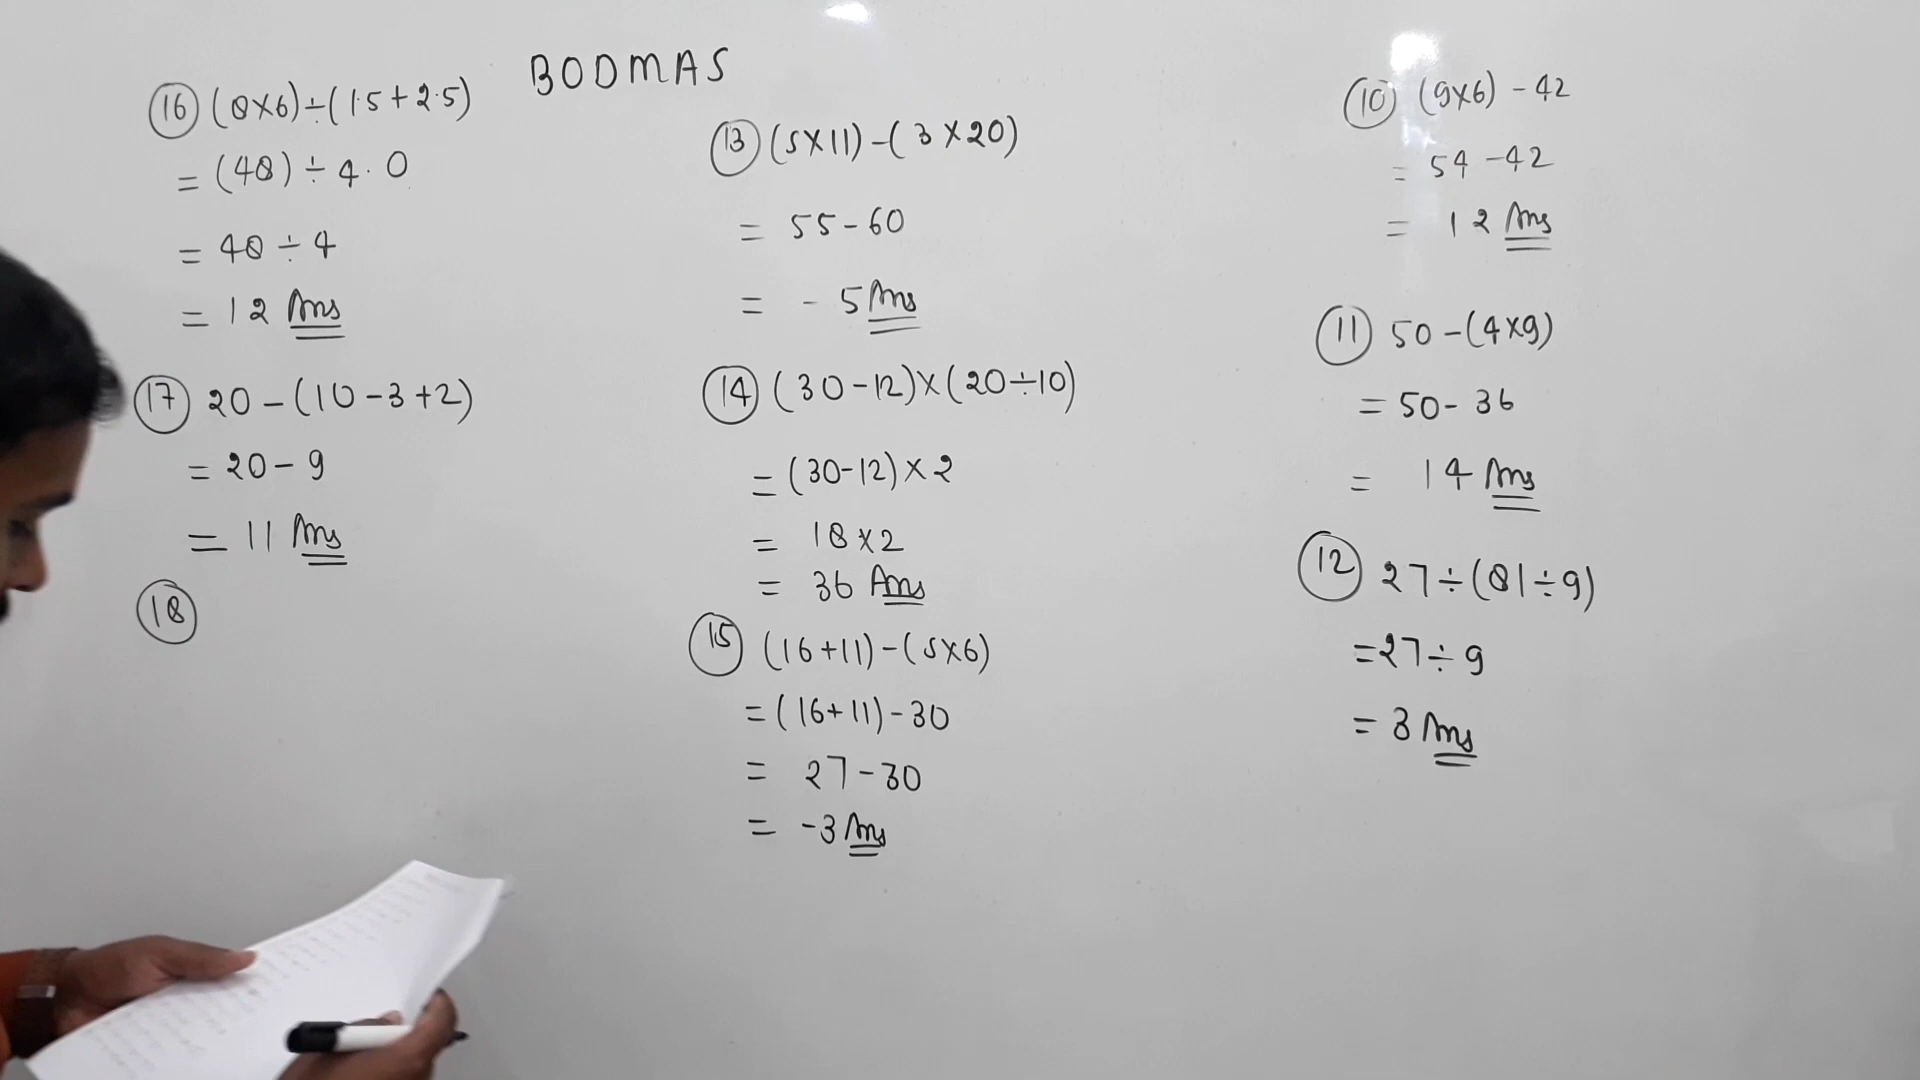 BODMAS
(16) (8×6)÷(1.5+2.5)
= (48) ÷ 4.0
= 48 ÷ 4
= 12 Ans
(17) 20-(10-3+2)
= 20-9
= 11 Ans
(18)
(13) (5×11)-(3×20)
= 55-60
= -5 Ans
(14) (30-12)×(20÷10)
= (30-12)×2
= 18×2
= 36 Ans
(15) (16+11)-(5×6)
= (16+11)-30
= 27-30
= -3 Ans
(10) (9×6)-42
= 54-42
= 12 Ans
(11) 50-(4×9)
= 50-36
= 14 Ans
(12) 27÷(81÷9)
= 27÷9
= 3 Ans